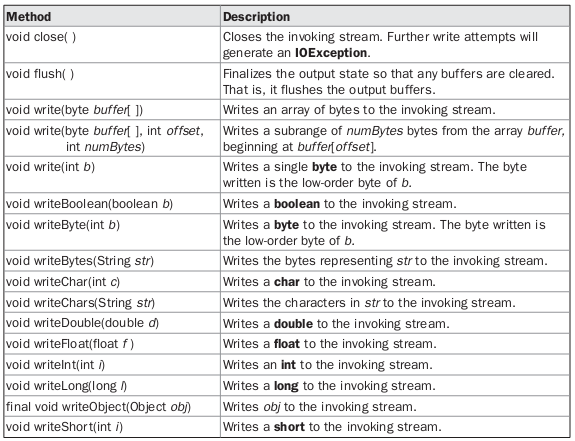 Method Description
void close( ) Closes the invoking stream. Further write attempts will
generate an IOException.
void flush( ) Finalizes the output state so that any buffers are cleared.
That is, it flushes the output buffers.
void write(byte buffer[ ]) Writes an array of bytes to the invoking stream.
void write(byte buffer[ ], int offset, Writes a subrange of numBytes bytes from the array buffer,
int numBytes) beginning at buffer[offset].
void write(int b) Writes a single byte to the invoking stream. The byte
written is the low-order byte of b.
void writeBoolean(boolean b) Writes a boolean to the invoking stream.
void writeByte(int b) Writes a byte to the invoking stream. The byte written is
the low-order byte of b.
void writeBytes(String str) Writes the bytes representing str to the invoking stream.
void writeChar(int c) Writes a char to the invoking stream.
void writeChars(String str) Writes the characters in str to the invoking stream.
void writeDouble(double d) Writes a double to the invoking stream.
void writeFloat(float f ) Writes a float to the invoking stream.
void writeInt(int i) Writes an int to the invoking stream.
void writeLong(long l) Writes a long to the invoking stream.
final void writeObject(Object obj) Writes obj to the invoking stream.
void writeShort(int i) Writes a short to the invoking stream.